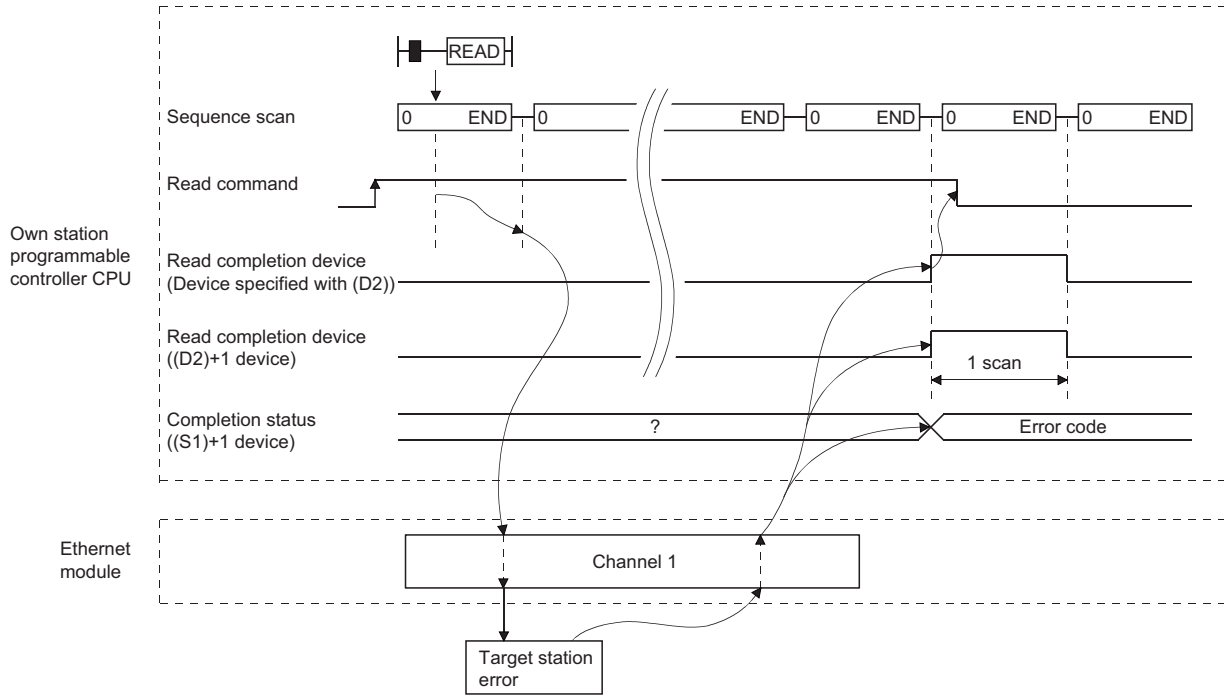 READ
Sequence scan
0 END 0 END 0 END 0 END 0 END
Read command
Own station
programmable
controller CPU
Read completion device
(Device specified with (D2))
Read completion device
((D2)+1 device)
1 scan
Completion status
((S1)+1 device)
?
Error code
Ethernet
module
Channel 1
Target station
error